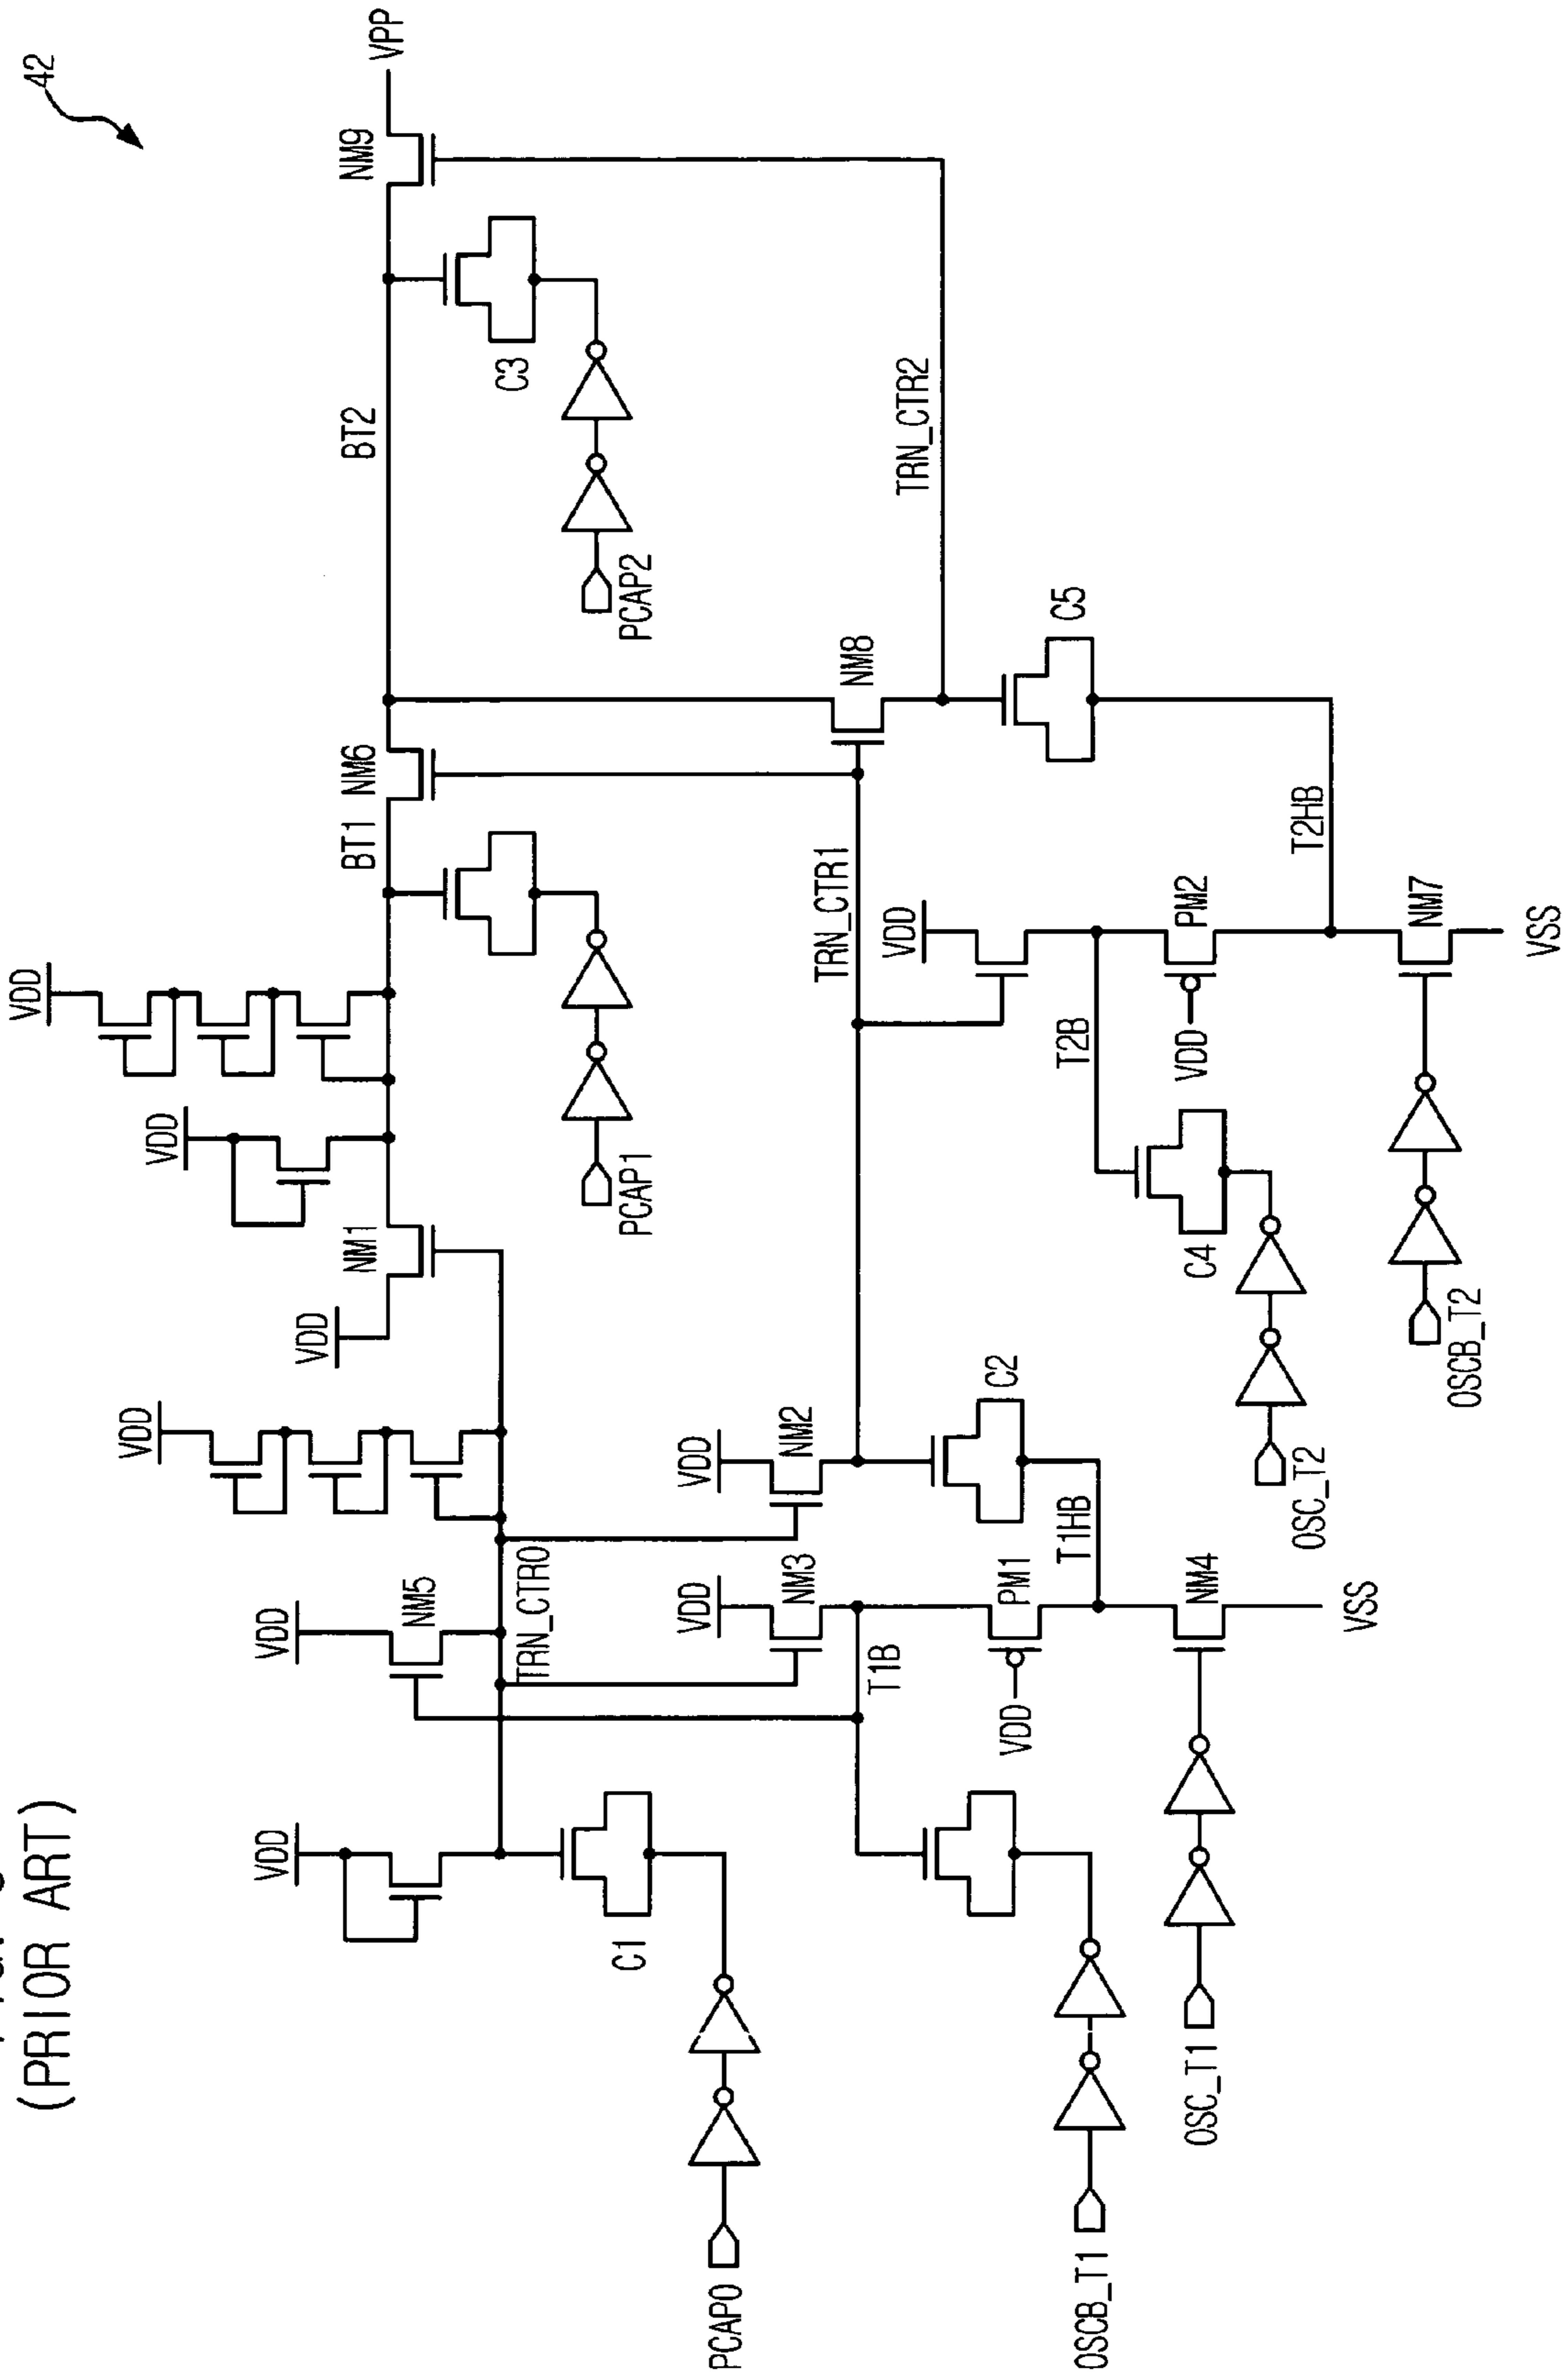 (PRIOR ART)
42
VDD
VDD
VDD
VDD
VDD
NM5
TRN_CTR0
VDD
NM1
BT1
NM6
BT2
NM9
VPP
C1
PCAP0
VDD
NM3
VDD
NM2
PCAP1
C3
PCAP2
T1B
TRN_CTR1
NM8
TRN_CTR2
C2
VDD
PM1
T1HB
VDD
C5
OSCB_T1
T2B
VDD
PM2
T2HB
NM4
VSS
OSC_T1
C4
OSC_T2
NM7
VSS
OSCB_T2